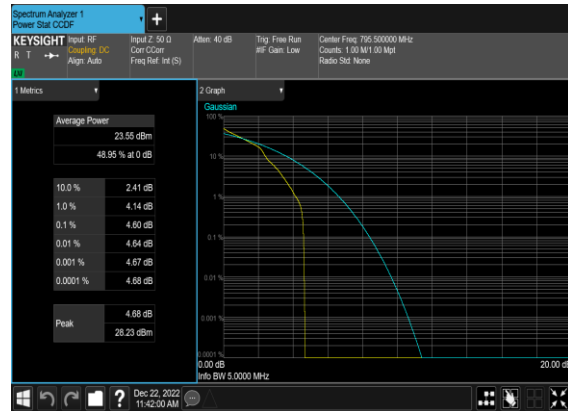 Spectrum Analyzer 1
Power Stat CCDF
KEYSIGHT
R T
LXI
Input: RF
Coupling: DC
Align: Auto
Input Z: 50 Ω
Corr CCorr
Freq Ref: Int (S)
Atten: 40 dB
Trig: Free Run
#IF Gain: Low
Center Freq: 795.500000 MHz
Counts: 1.00 M/1.00 Mpt
Radio Std: None
1 Metrics
Average Power
23.55 dBm
48.95 % at 0 dB
10.0 % 2.41 dB
1.0 % 4.14 dB
0.1 % 4.60 dB
0.01 % 4.64 dB
0.001 % 4.67 dB
0.0001 % 4.68 dB
Peak
4.68 dB
28.23 dBm
2 Graph
Gaussian
100 %
10 %
1 %
0.1 %
0.01 %
0.001 %
0.0001 %
0.00 dB
20.00 dB
Info BW 5.0000 MHz
?
Dec 22, 2022
11:42:00 AM